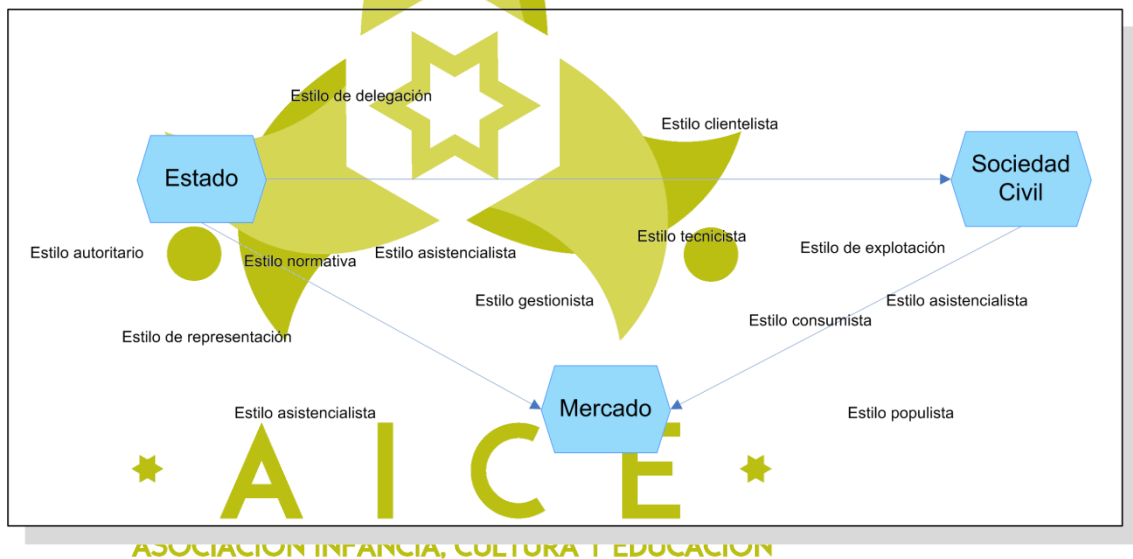 Estilo de delegación
Estilo clientelista
Estado
Sociedad
Civil
Estilo autoritario
Estilo normativa
Estilo asistencialista
Estilo tecnicista
Estilo de explotación
Estilo gestionista
Estilo asistencialista
Estilo consumista
Estilo de representación
Mercado
Estilo asistencialista
Estilo populista
AICE
ASOCIACIÓN INFANCIA, CULTURA Y EDUCACIÓN